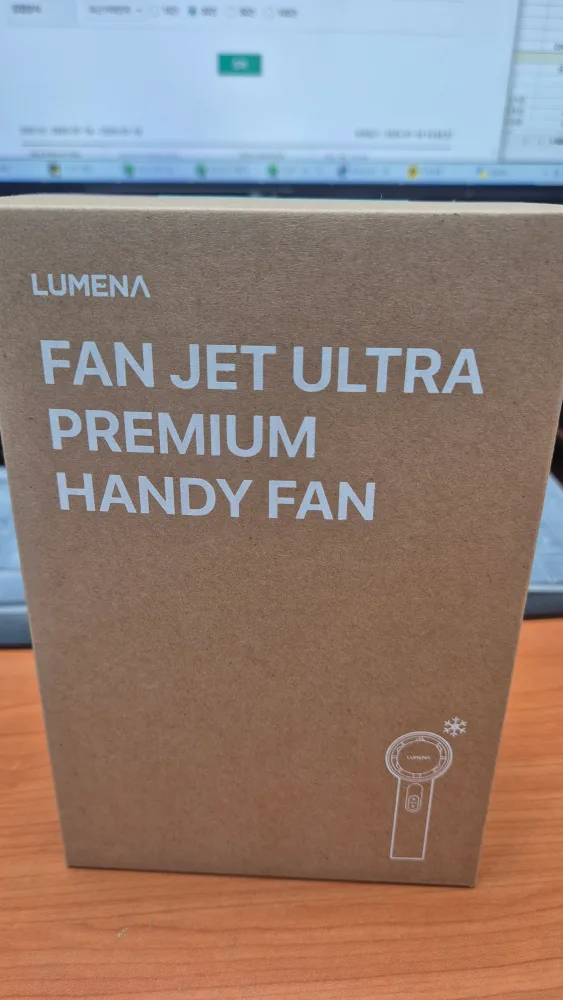 LUMENA
FAN JET ULTRA
PREMIUM
HANDY FAN
LUMENA